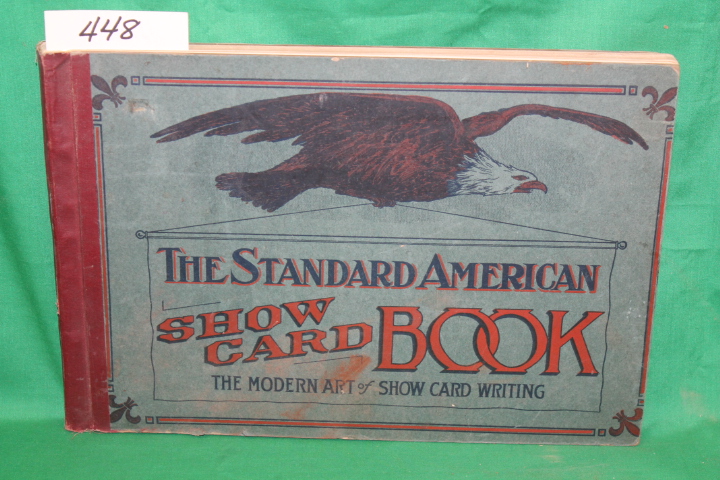 448
THE STANDARD AMERICAN
SHOW CARD BOOK
THE MODERN ART of SHOW CARD WRITING